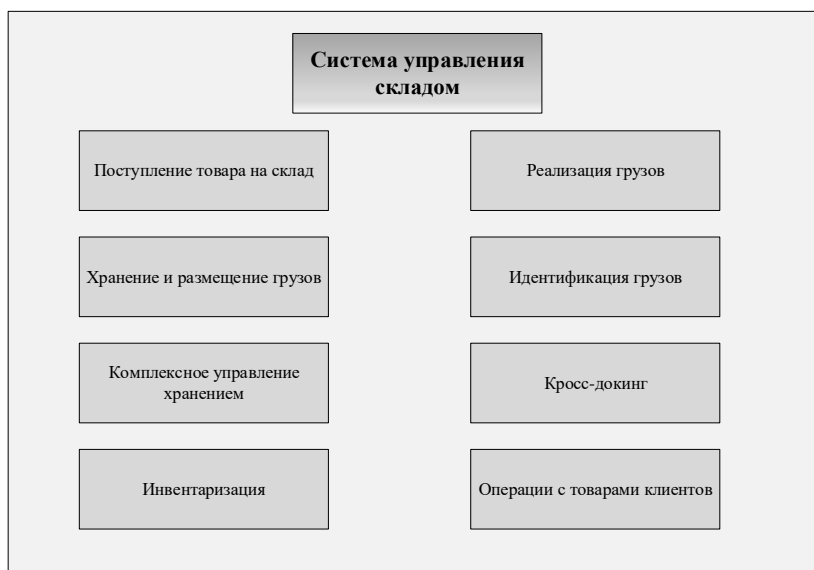 Система управления
складом
Поступление товара на склад
Реализация грузов
Хранение и размещение грузов
Идентификация грузов
Комплексное управление
хранением
Кросс-докинг
Инвентаризация
Операции с товарами клиентов